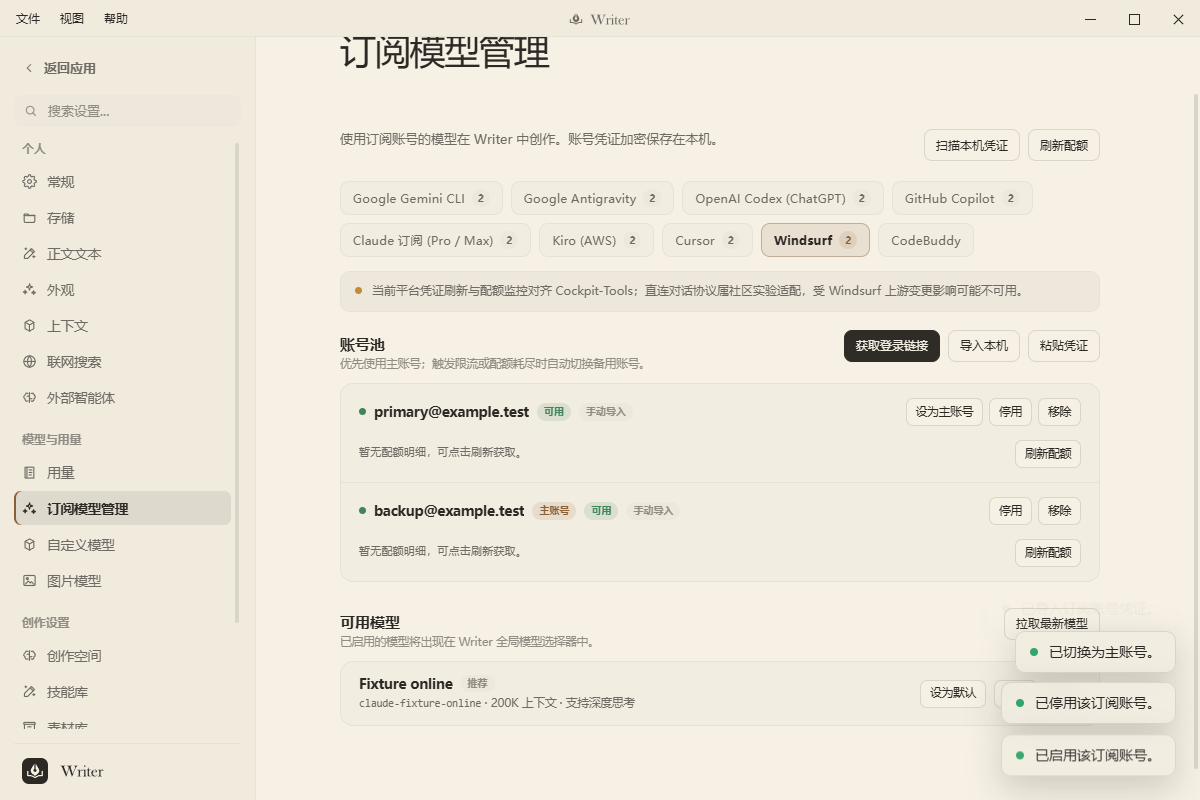 文件 视图 帮助
Writer
返回应用
搜索设置...
个人
常规
存储
正文文本
外观
上下文
联网搜索
外部智能体
模型与用量
用量
订阅模型管理
自定义模型
图片模型
创作设置
创作空间
技能库
素材库
Writer
订阅模型管理
使用订阅账号的模型在 Writer 中创作。账号凭证加密保存在本机。
扫描本机凭证 刷新配额
Google Gemini CLI 2 Google Antigravity 2 OpenAI Codex (ChatGPT) 2 GitHub Copilot 2
Claude 订阅 (Pro / Max) 2 Kiro (AWS) 2 Cursor 2 Windsurf 2 CodeBuddy
当前平台凭证刷新与配额监控对齐 Cockpit-Tools；直连对话协议属社区实验适配，受 Windsurf 上游变更影响可能不可用。
账号池
优先使用主账号；触发限流或配额耗尽时自动切换备用账号。
获取登录链接 导入本机 粘贴凭证
primary@example.test 可用 手动导入
设为主账号 停用 移除
暂无配额明细，可点击刷新获取。
刷新配额
backup@example.test 主账号 可用 手动导入
停用 移除
暂无配额明细，可点击刷新获取。
刷新配额
可用模型
已启用的模型将出现在 Writer 全局模型选择器中。
拉取最新模型
Fixture online 推荐
claude-fixture-online · 200K 上下文 · 支持深度思考
设为默认
已切换为主账号。
已停用该订阅账号。
已启用该订阅账号。